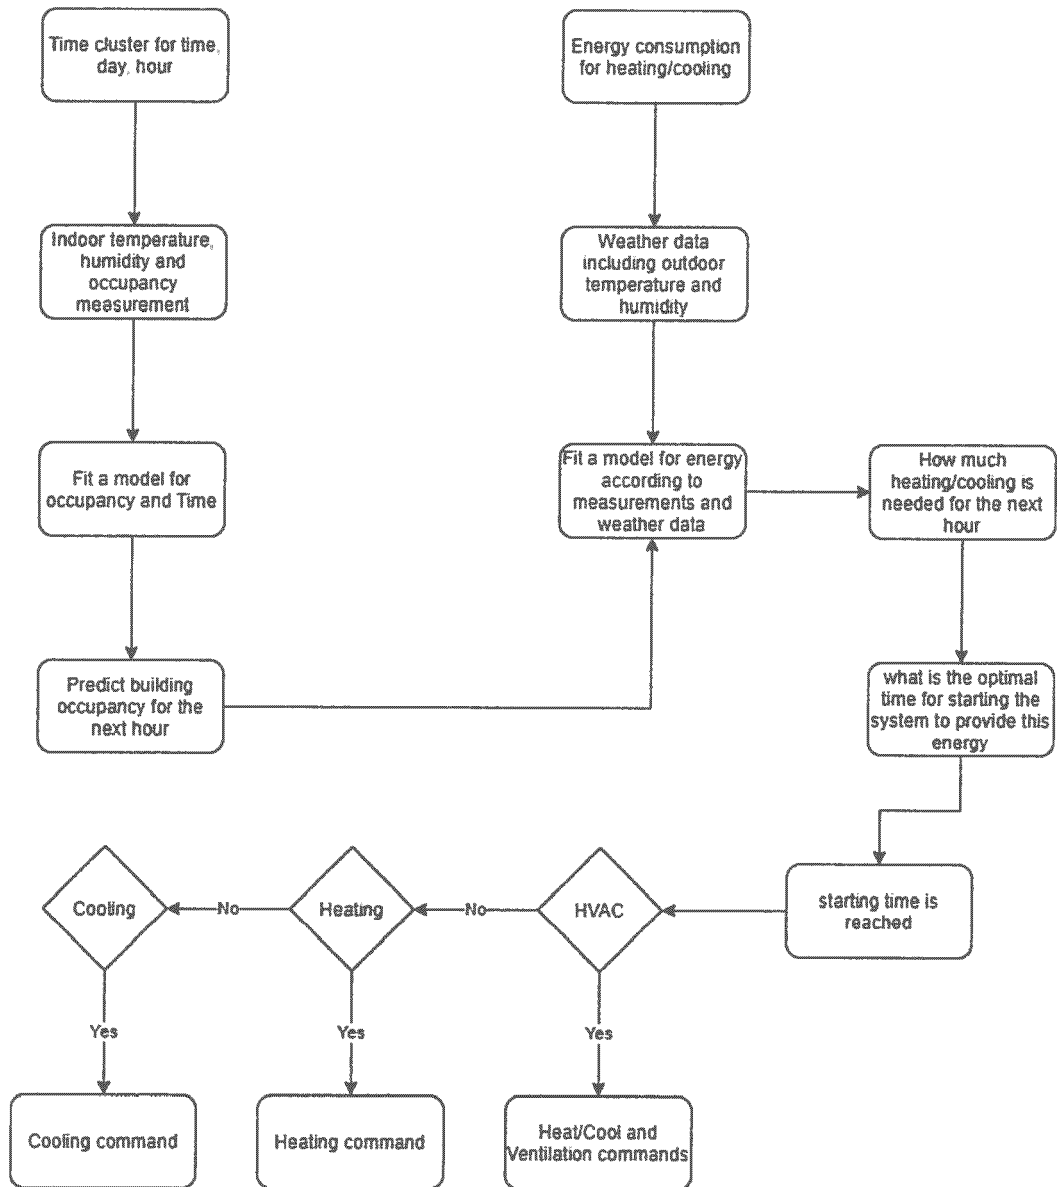 Time cluster for time,
day, hour
Energy consumption
for heating/cooling
Indoor temperature,
humidity and
occupancy
measurement
Weather data
including outdoor
temperature and
humidity
Fit a model for
occupancy and Time
Fit a model for energy
according to
measurements and
weather data
How much
heating/cooling is
needed for the next
hour
Predict building
occupancy for the
next hour
what is the optimal
time for starting the
system to provide this
energy
starting time is
reached
HVAC
No
Heating
No
Cooling
Yes
Yes
Yes
Cooling command
Heating command
Heat/Cool and
Ventilation commands